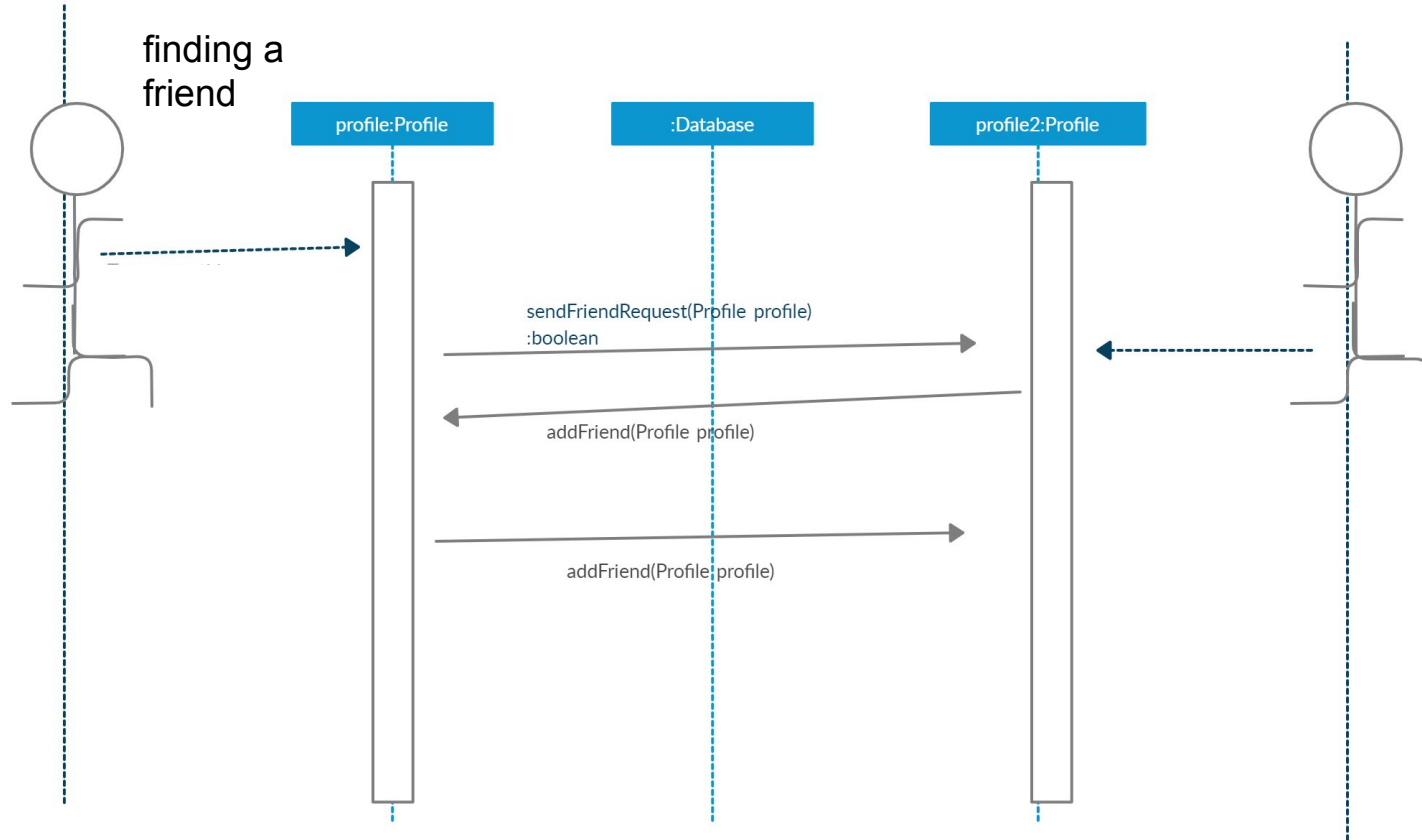 finding a
friend
profile:Profile
:Database
profile2:Profile
sendFriendRequest(Profile profile)
:boolean
addFriend(Profile profile)
addFriend(Profile profile)